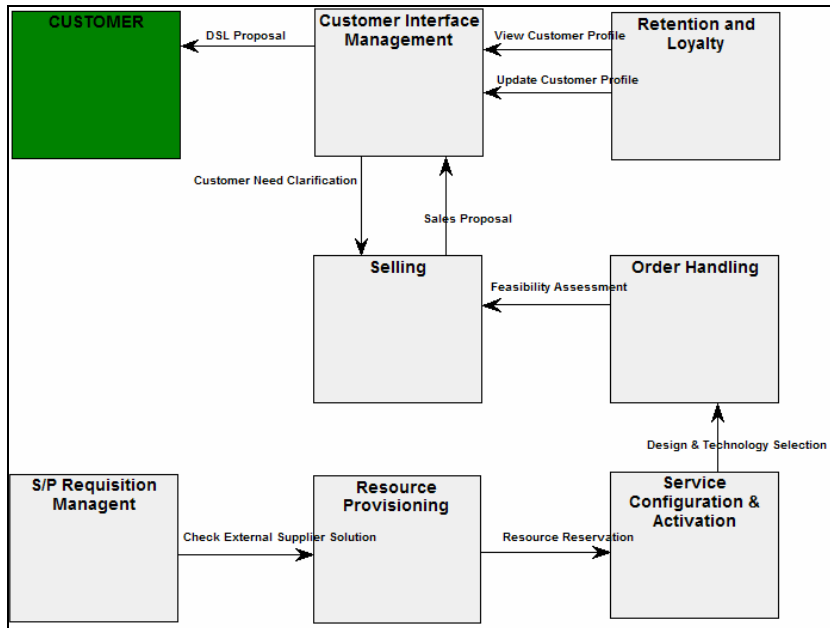 CUSTOMER
DSL Proposal
Customer Interface
Management
View Customer Profile
Update Customer Profile
Retention and
Loyalty
Customer Need Clarification
Sales Proposal
Selling
Feasibility Assessment
Order Handling
Design & Technology Selection
S/P Requisition
Managent
Check External Supplier Solution
Resource
Provisioning
Resource Reservation
Service
Configuration &
Activation